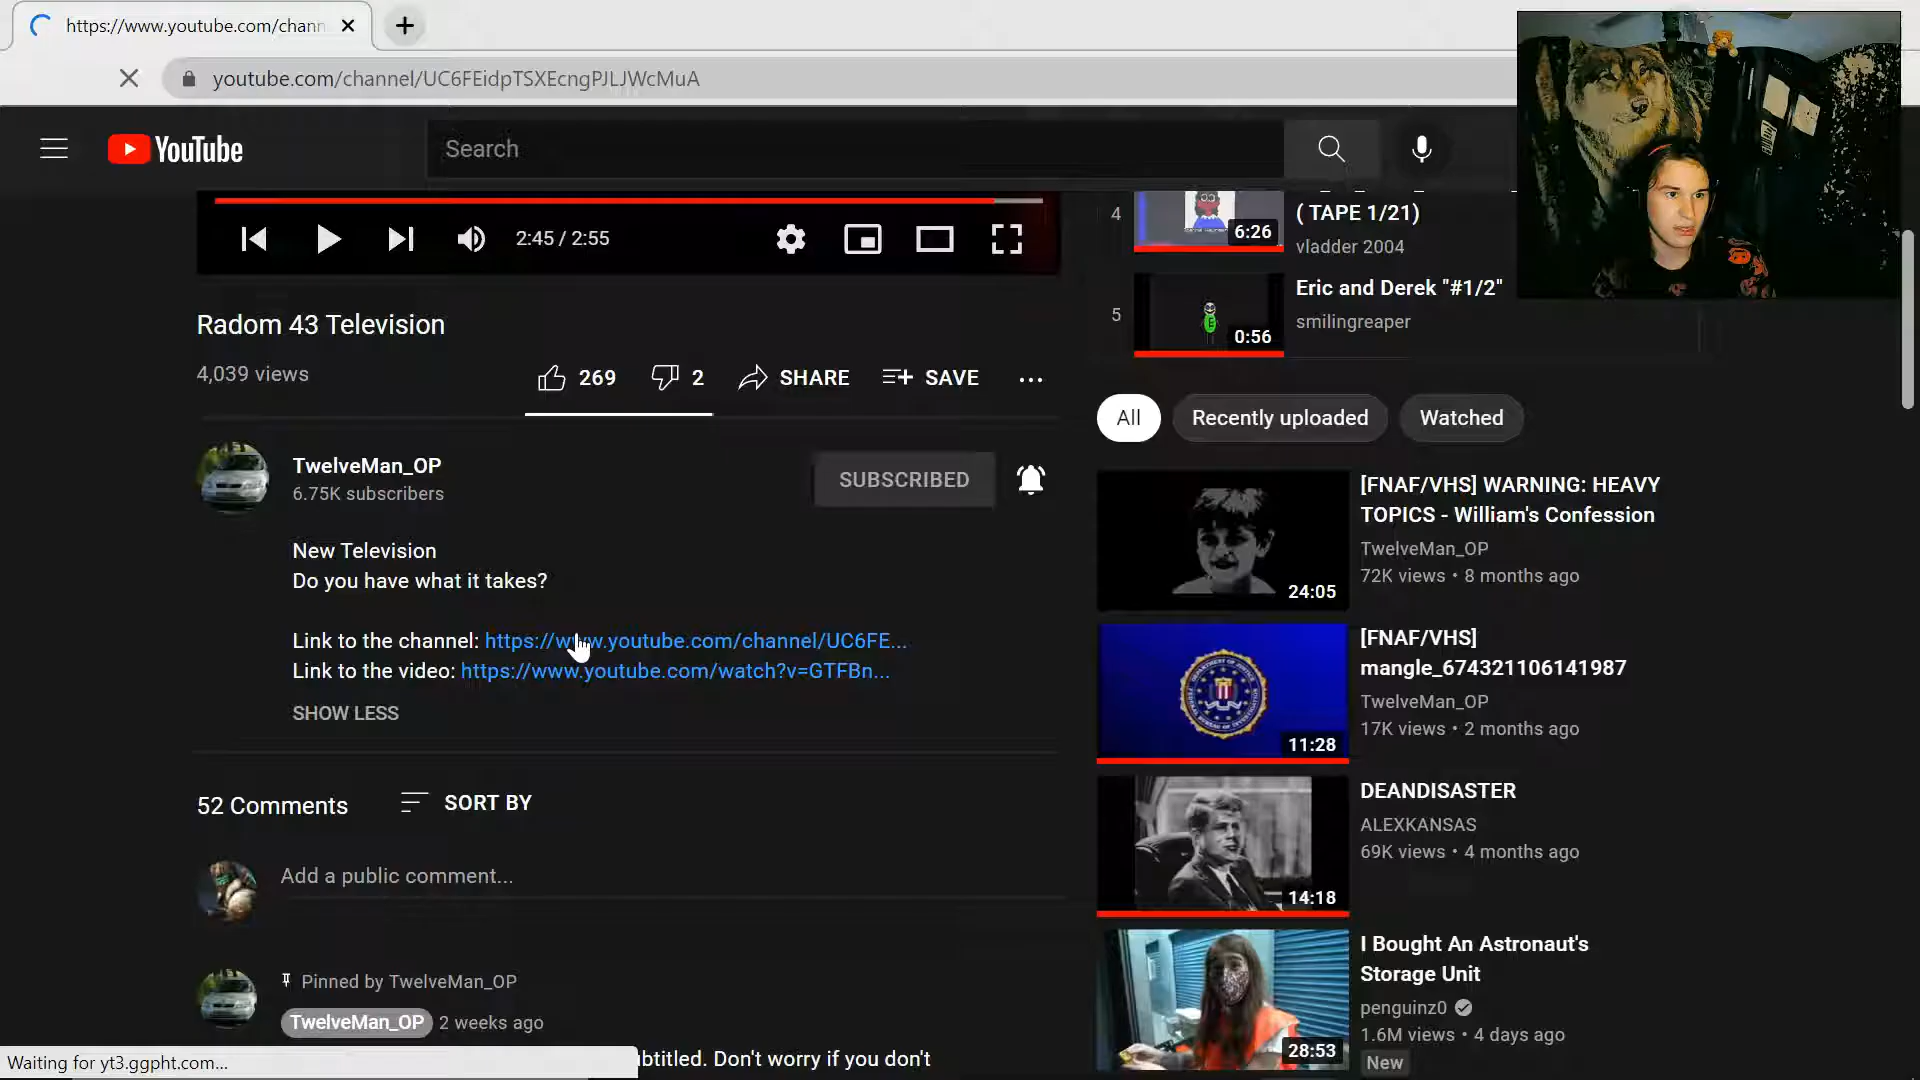 https://www.youtube.com/chann
youtube.com/channel/UC6FEidpTSXEcngPJLJWcMuA
YouTube
Search
2:45 / 2:55
4
6:26
( TAPE 1/21)
vladder 2004
5
0:56
Eric and Derek "#1/2"
smilingreaper
Radom 43 Television
4,039 views
269
2
SHARE
SAVE
All
Recently uploaded
Watched
TwelveMan_OP
6.75K subscribers
SUBSCRIBED
New Television
Do you have what it takes?
Link to the channel: https://www.youtube.com/channel/UC6FE...
Link to the video: https://www.youtube.com/watch?v=GTFBn...
SHOW LESS
52 Comments
SORT BY
Add a public comment...
Pinned by TwelveMan_OP
TwelveMan_OP 2 weeks ago
btitled. Don't worry if you don't
Waiting for yt3.ggpht.com...
24:05
[FNAF/VHS] WARNING: HEAVY
TOPICS - William's Confession
TwelveMan_OP
72K views • 8 months ago
11:28
[FNAF/VHS]
mangle_674321106141987
TwelveMan_OP
17K views • 2 months ago
14:18
DEANDISASTER
ALEXKANSAS
69K views • 4 months ago
28:53
I Bought An Astronaut's
Storage Unit
penguinz0
1.6M views • 4 days ago
New